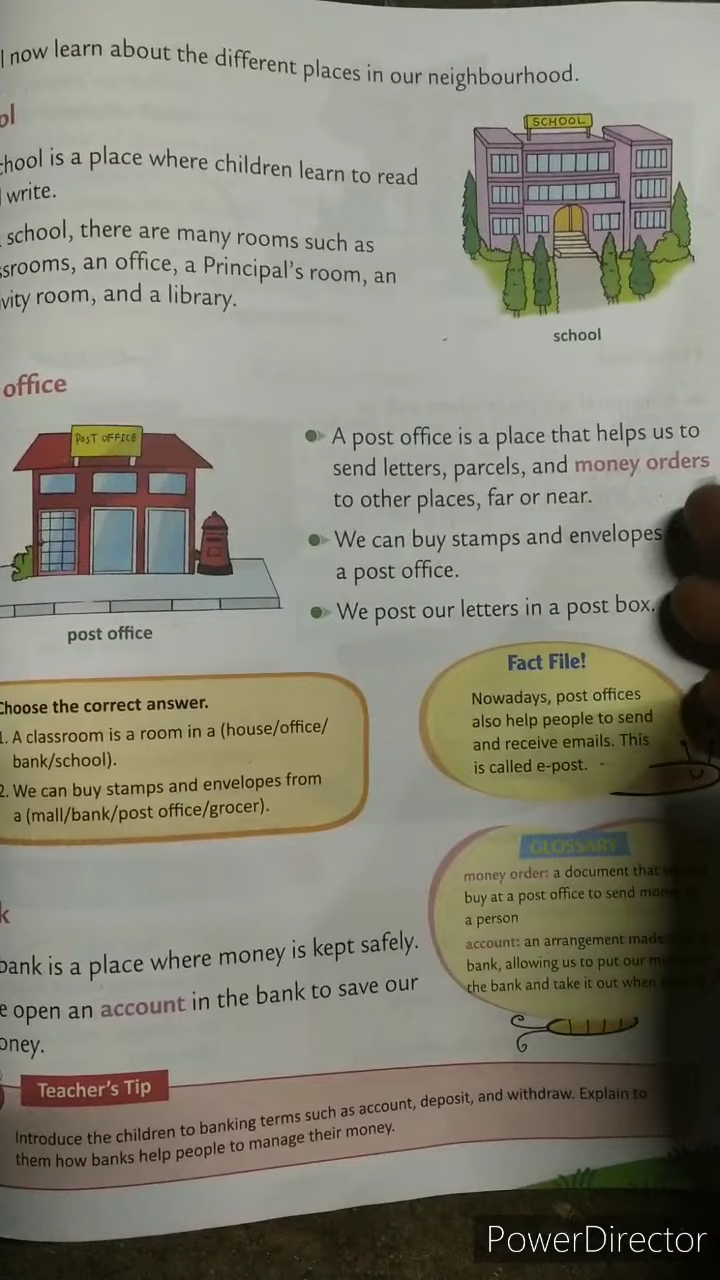 now learn about the different places in our neighbourhood.
SCHOOL
school is a place where children learn to read
write.
school, there are many rooms such as
an office, a Principal's room, an
room, and a library.
school
office
POST OFFICE
A post office is a place that helps us to
send letters, parcels, and money orders
to other places, far or near.
We can buy stamps and envelopes
a post office.
We post our letters in a post box.
post office
Fact File!
Nowadays, post offices
also help people to send
and receive emails. This
is called e-post.
Choose the correct answer.
1. A classroom is a room in a (house/office/
bank/school).
2. We can buy stamps and envelopes from
a (mall/bank/post office/grocer).
GLOSSARY
money order: a document that
buy at a post office to send
a person
account: an arrangement made
bank, allowing us to put our
the bank and take it out when
bank is a place where money is kept safely.
open an account in the bank to save our
Teacher's Tip
Introduce the children to banking terms such as account, deposit, and withdraw. Explain to
them how banks help people to manage their money.
PowerDirector